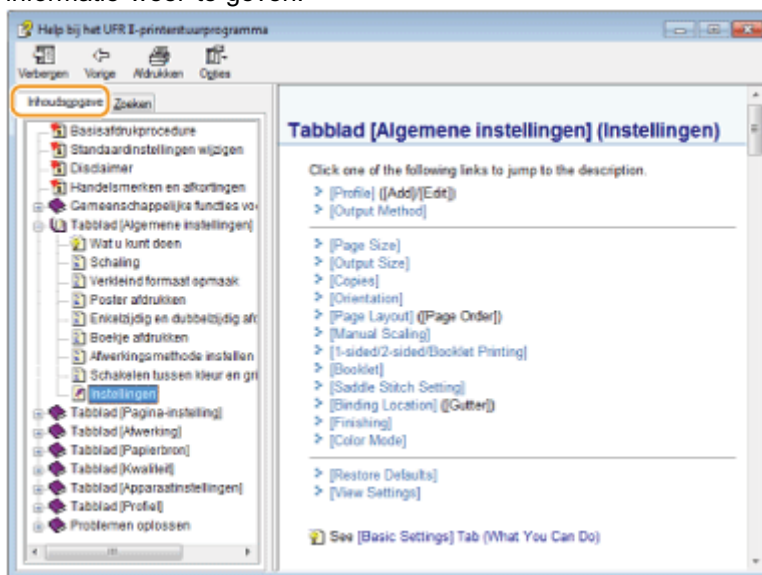 Help bij het UFR II-printerstuurprogramma
Verbergen Vorige Afdrukken Opties
Inhoudsopgave Zoeken
Basisafdrukprocedure
Standaardinstellingen wijzigen
Disclaimer
Handelsmerken en afkortingen
Gemeenschappelijke functies vo
Tabblad [Algemene instellingen]
Wat u kunt doen
Schaling
Verkleind formaat opmaak
Poster afdrukken
Enkelzijdig en dubbelzijdig afc
Boekje afdrukken
Afwerkingsmethode instellen
Schakelen tussen kleur en gri
Instellingen
Tabblad [Pagina-instelling]
Tabblad [Afwerking]
Tabblad [Papierbron]
Tabblad [Kwaliteit]
Tabblad [Apparaatinstellingen]
Tabblad [Profiel]
Problemen oplossen
Tabblad [Algemene instellingen] (Instellingen)
Click one of the following links to jump to the description.
[Profile] ([Add]/[Edit])
[Output Method]
[Page Size]
[Output Size]
[Copies]
[Orientation]
[Page Layout] ([Page Order])
[Manual Scaling]
[1-sided/2-sided/Booklet Printing]
[Booklet]
[Saddle Stitch Setting]
[Binding Location] ([Gutter])
[Finishing]
[Color Mode]
[Restore Defaults]
[View Settings]
See [Basic Settings] Tab (What You Can Do)